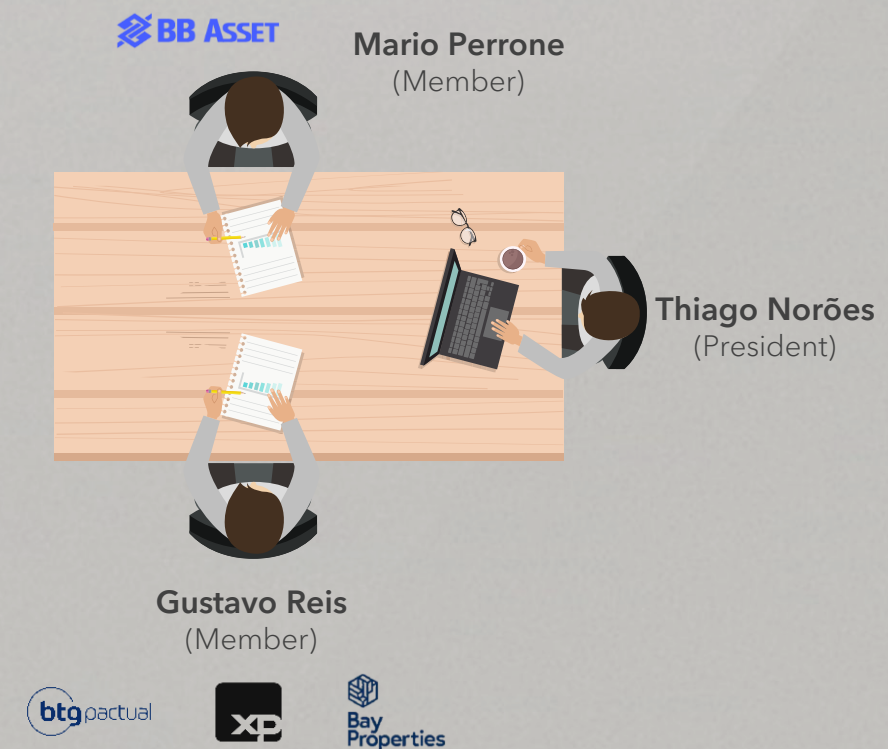 BB ASSET
Mario Perrone
(Member)
Thiago Norões
(President)
Gustavo Reis
(Member)
btg pactual
xp
Bay
Properties